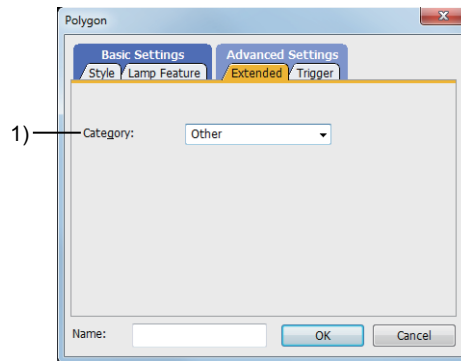 Polygon
Basic Settings Advanced Settings
Style Lamp Feature Extended Trigger
1) Category: Other
Name: OK Cancel